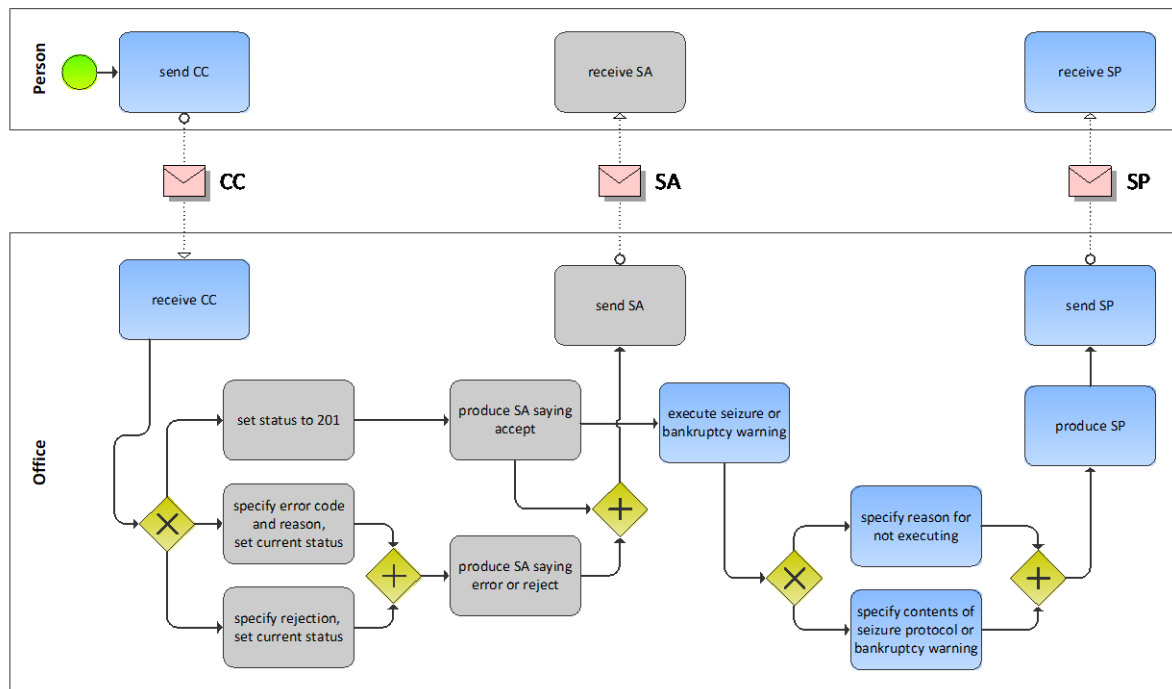 Person
send CC
receive SA
receive SP
CC
SA
SP
Office
receive CC
send SA
send SP
set status to 201
produce SA saying
accept
execute seizure or
bankruptcy warning
produce SP
specify error code
and reason,
set current status
specify reason for
not executing
produce SA saying
error or reject
specify rejection,
set current status
specify contents of
seizure protocol or
bankruptcy warning